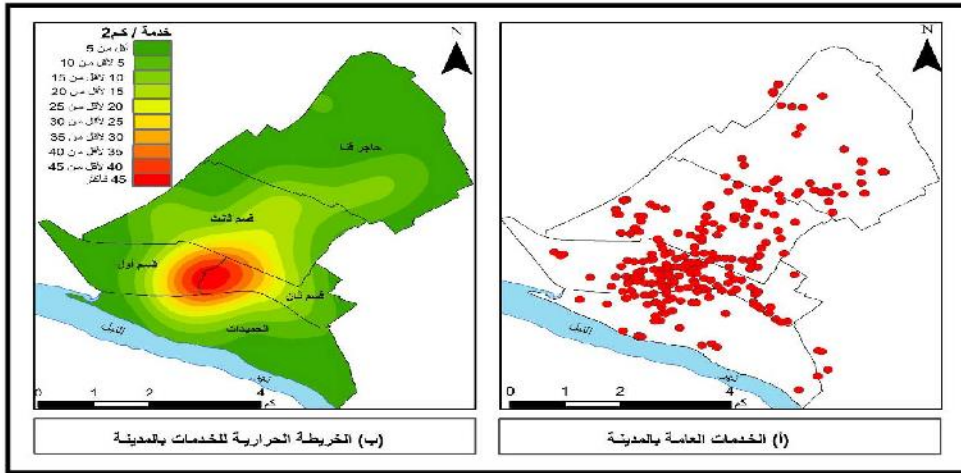 خدمة / كم2
أقل من 5
5 لأقل من 10
10 لأقل من 15
15 لأقل من 20
20 لأقل من 25
25 لأقل من 30
30 لأقل من 35
35 لأقل من 40
40 لأقل من 45
45 فأكثر
N
حاجر قنا
قسم ثالث
قسم أول
قسم ثان
الحميدات
النيل
نهر
0 2 4
كم
(ب) الخريطة الحرارية للخدمات بالمدينة
N
النيل
نهر
0 2 4
كم
(أ) الخدمات العامة بالمدينة